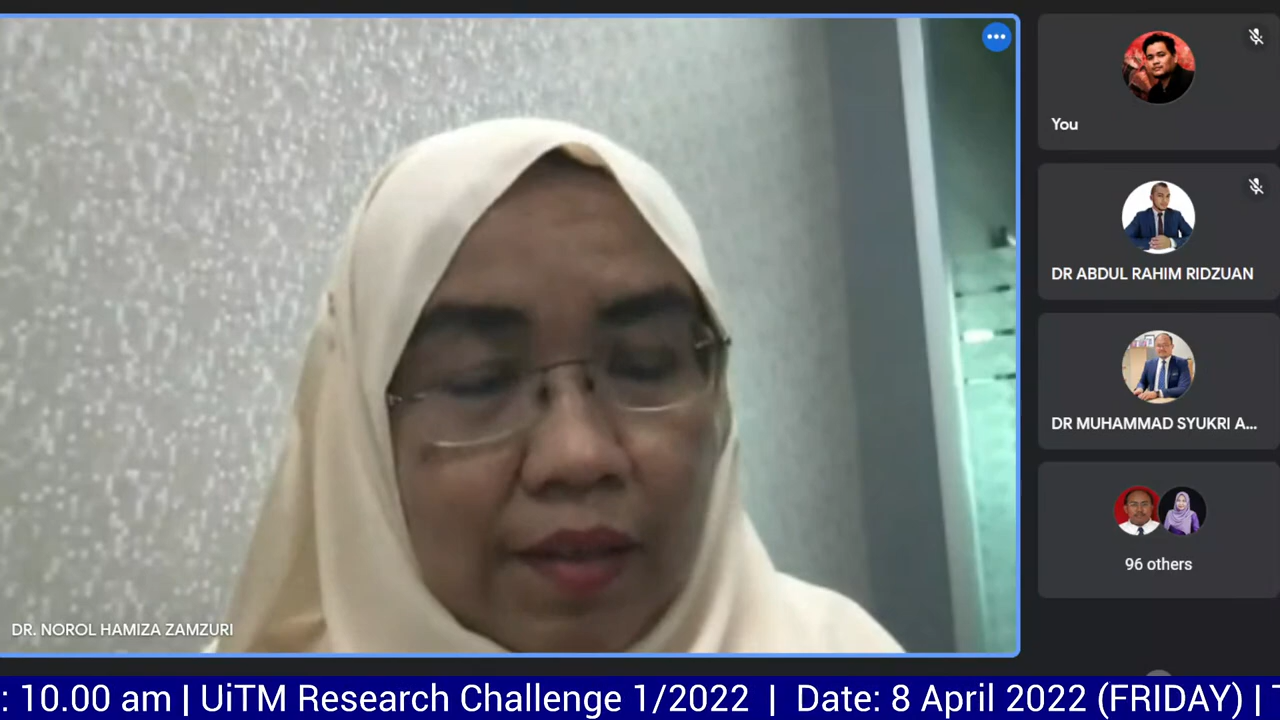 You
DR ABDUL RAHIM RIDZUAN
DR MUHAMMAD SYUKRI A...
96 others
DR. NOROL HAMIZA ZAMZURI
: 10.00 am | UiTM Research Challenge 1/2022 | Date: 8 April 2022 (FRIDAY) | T